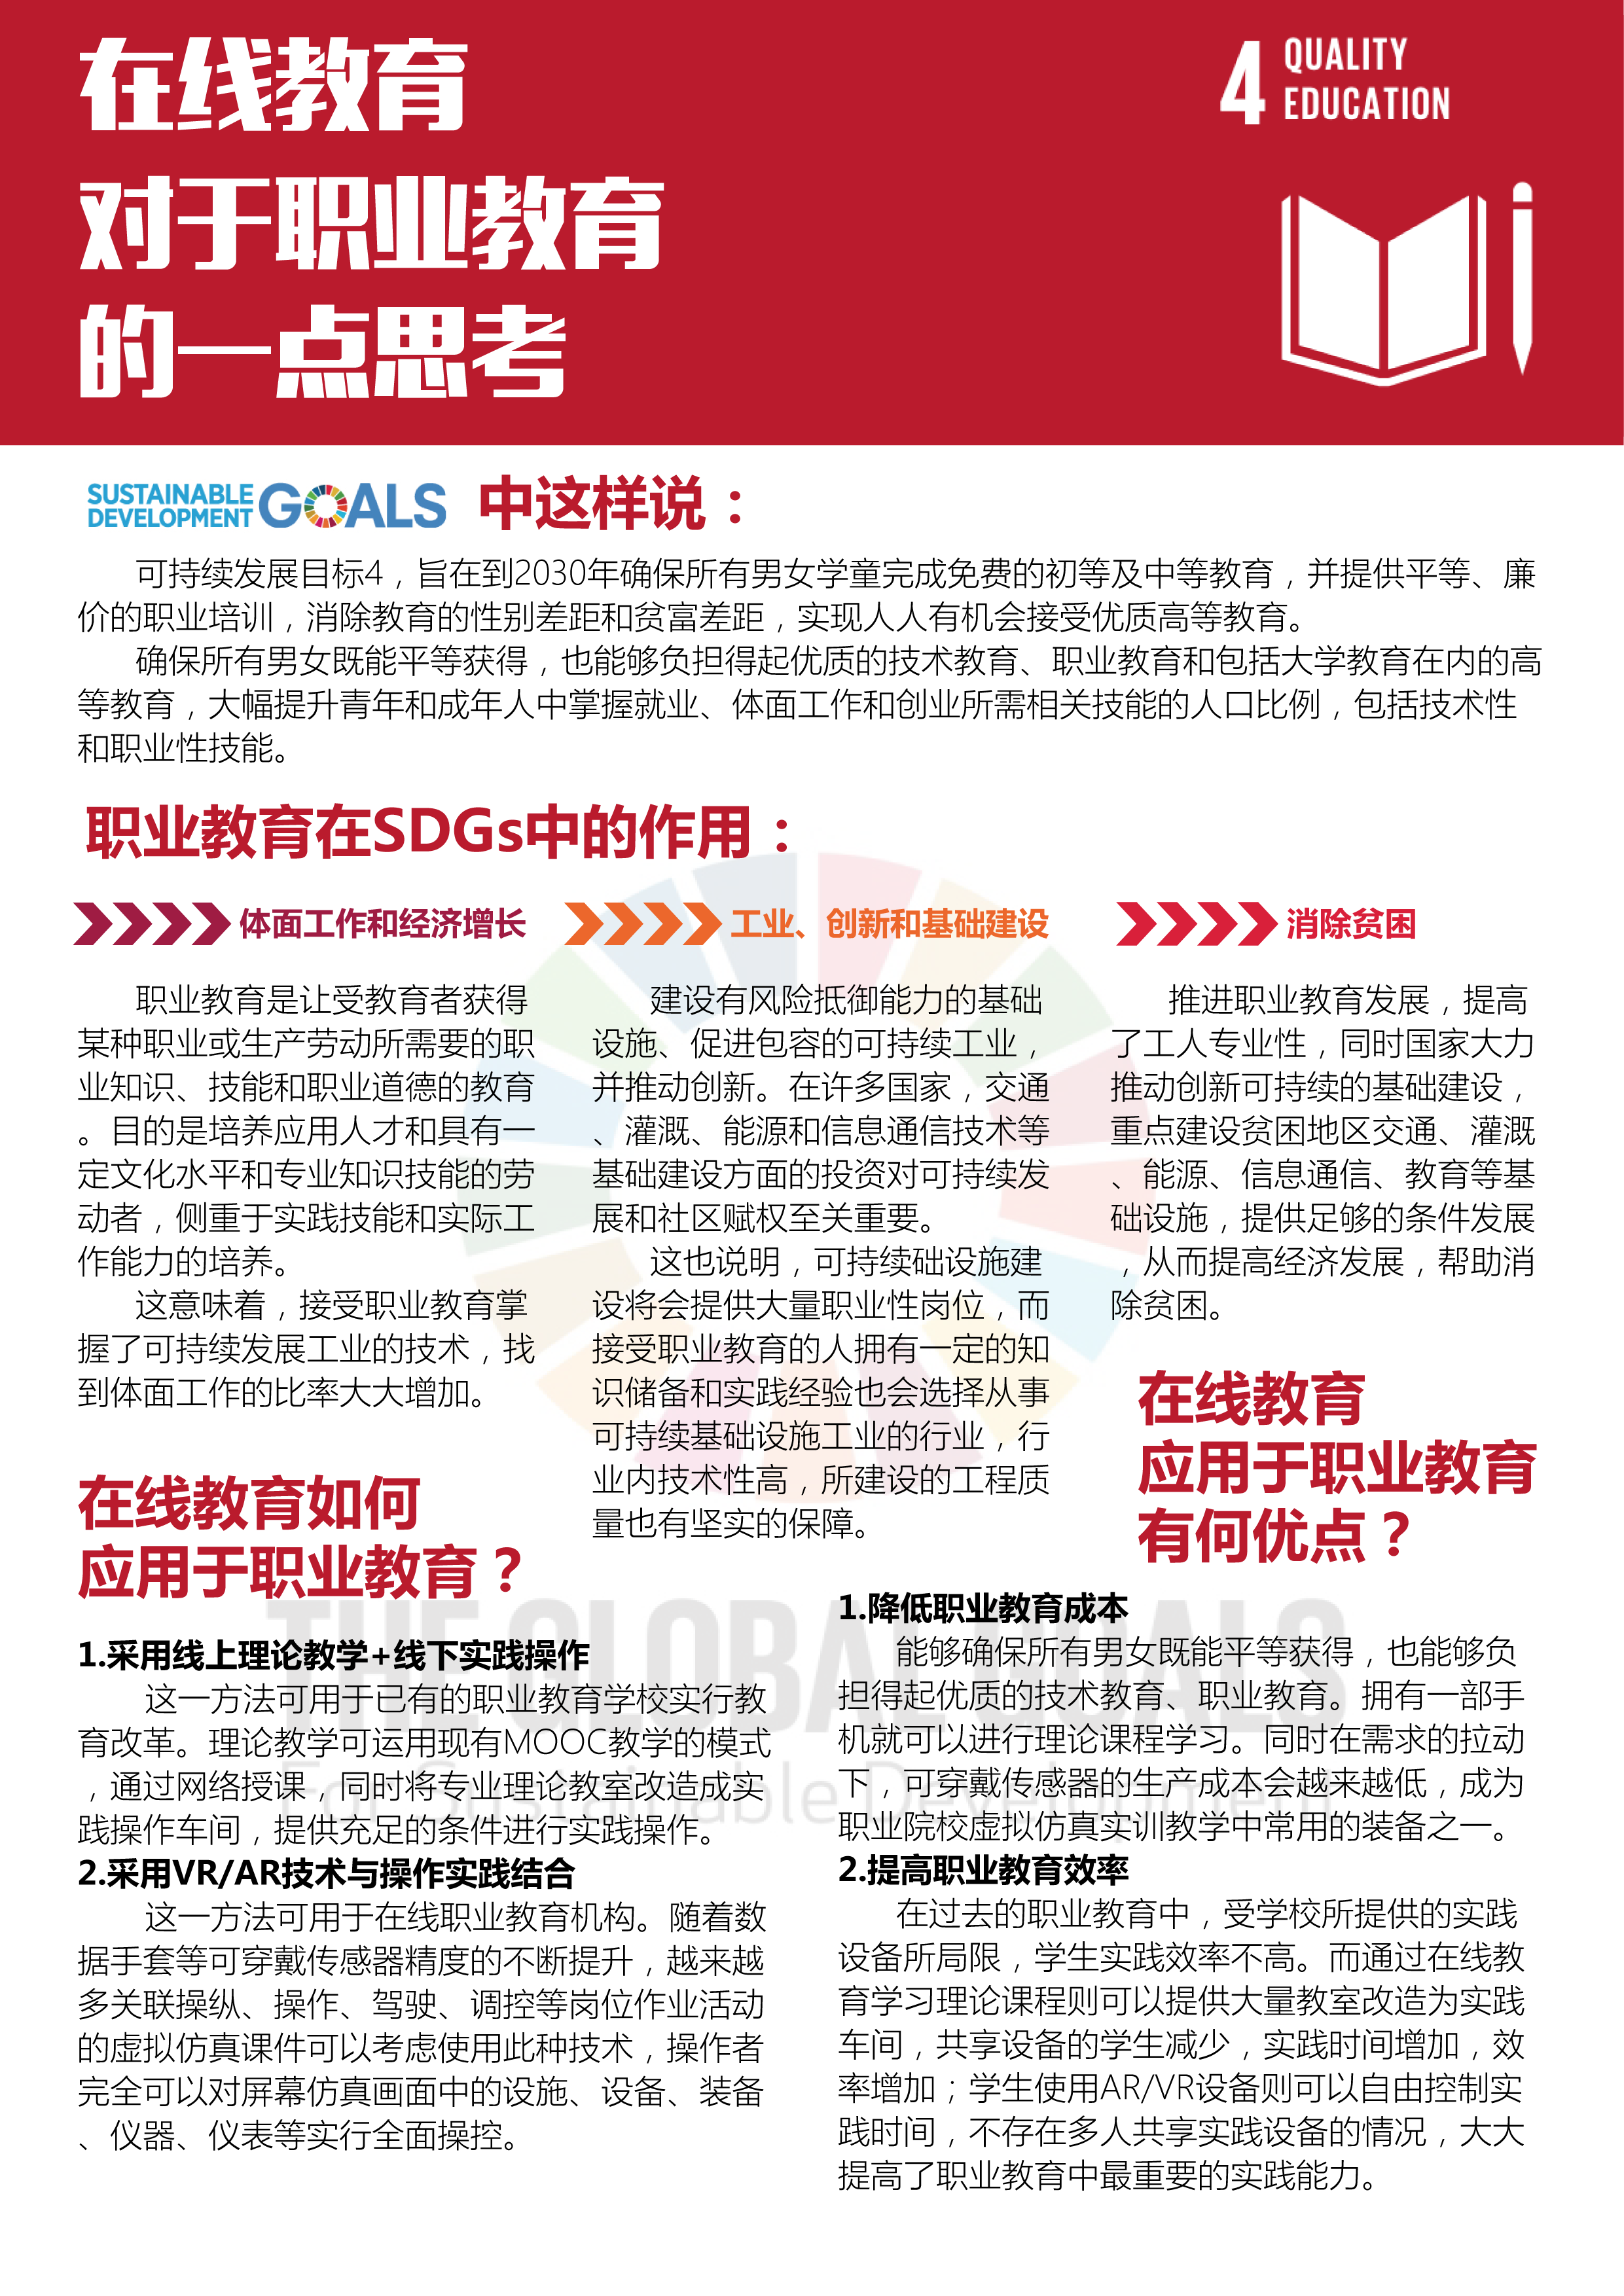 在线教育
对于职业教育
的一点思考
4 QUALITY
EDUCATION
SUSTAINABLE
DEVELOPMENT GOALS 中这样说：
可持续发展目标4，旨在到2030年确保所有男女学童完成免费的初等及中等教育，并提供平等、廉
价的职业培训，消除教育的性别差距和贫富差距，实现人人有机会接受优质高等教育。
确保所有男女既能平等获得，也能够负担得起优质的技术教育、职业教育和包括大学教育在内的高
等教育，大幅提升青年和成年人中掌握就业、体面工作和创业所需相关技能的人口比例，包括技术性
和职业性技能。
职业教育在SDGs中的作用：
体面工作和经济增长
职业教育是让受教育者获得
某种职业或生产劳动所需要的职
业知识、技能和职业道德的教育
。目的是培养应用人才和具有一
定文化水平和专业知识技能的劳
动者，侧重于实践技能和实际工
作能力的培养。
这意味着，接受职业教育掌
握了可持续发展工业的技术，找
到体面工作的比率大大增加。
工业、创新和基础建设
建设有风险抵御能力的基础
设施、促进包容的可持续工业，
并推动创新。在许多国家，交通
、灌溉、能源和信息通信技术等
基础建设方面的投资对可持续发
展和社区赋权至关重要。
这也说明，可持续础设施建
设将会提供大量职业性岗位，而
接受职业教育的人拥有一定的知
识储备和实践经验也会选择从事
可持续基础设施工业的行业，行
业内技术性高，所建设的工程质
量也有坚实的保障。
消除贫困
推进职业教育发展，提高
了工人专业性，同时国家大力
推动创新可持续的基础建设，
重点建设贫困地区交通、灌溉
、能源、信息通信、教育等基
础设施，提供足够的条件发展
，从而提高经济发展，帮助消
除贫困。
在线教育如何
应用于职业教育？
1.采用线上理论教学+线下实践操作
这一方法可用于已有的职业教育学校实行教
育改革。理论教学可运用现有MOOC教学的模式
，通过网络授课，同时将专业理论教室改造成实
践操作车间，提供充足的条件进行实践操作。
2.采用VR/AR技术与操作实践结合
这一方法可用于在线职业教育机构。随着数
据手套等可穿戴传感器精度的不断提升，越来越
多关联操纵、操作、驾驶、调控等岗位作业活动
的虚拟仿真课件可以考虑使用此种技术，操作者
完全可以对屏幕仿真画面中的设施、设备、装备
、仪器、仪表等实行全面操控。
在线教育
应用于职业教育
有何优点？
1.降低职业教育成本
能够确保所有男女既能平等获得，也能够负
担得起优质的技术教育、职业教育。拥有一部手
机就可以进行理论课程学习。同时在需求的拉动
下，可穿戴传感器的生产成本会越来越低，成为
职业院校虚拟仿真实训教学中常用的装备之一。
2.提高职业教育效率
在过去的职业教育中，受学校所提供的实践
设备所局限，学生实践效率不高。而通过在线教
育学习理论课程则可以提供大量教室改造为实践
车间，共享设备的学生减少，实践时间增加，效
率增加；学生使用AR/VR设备则可以自由控制实
践时间，不存在多人共享实践设备的情况，大大
提高了职业教育中最重要的实践能力。
THE GLOBAL GOALS
For Sustainable Development